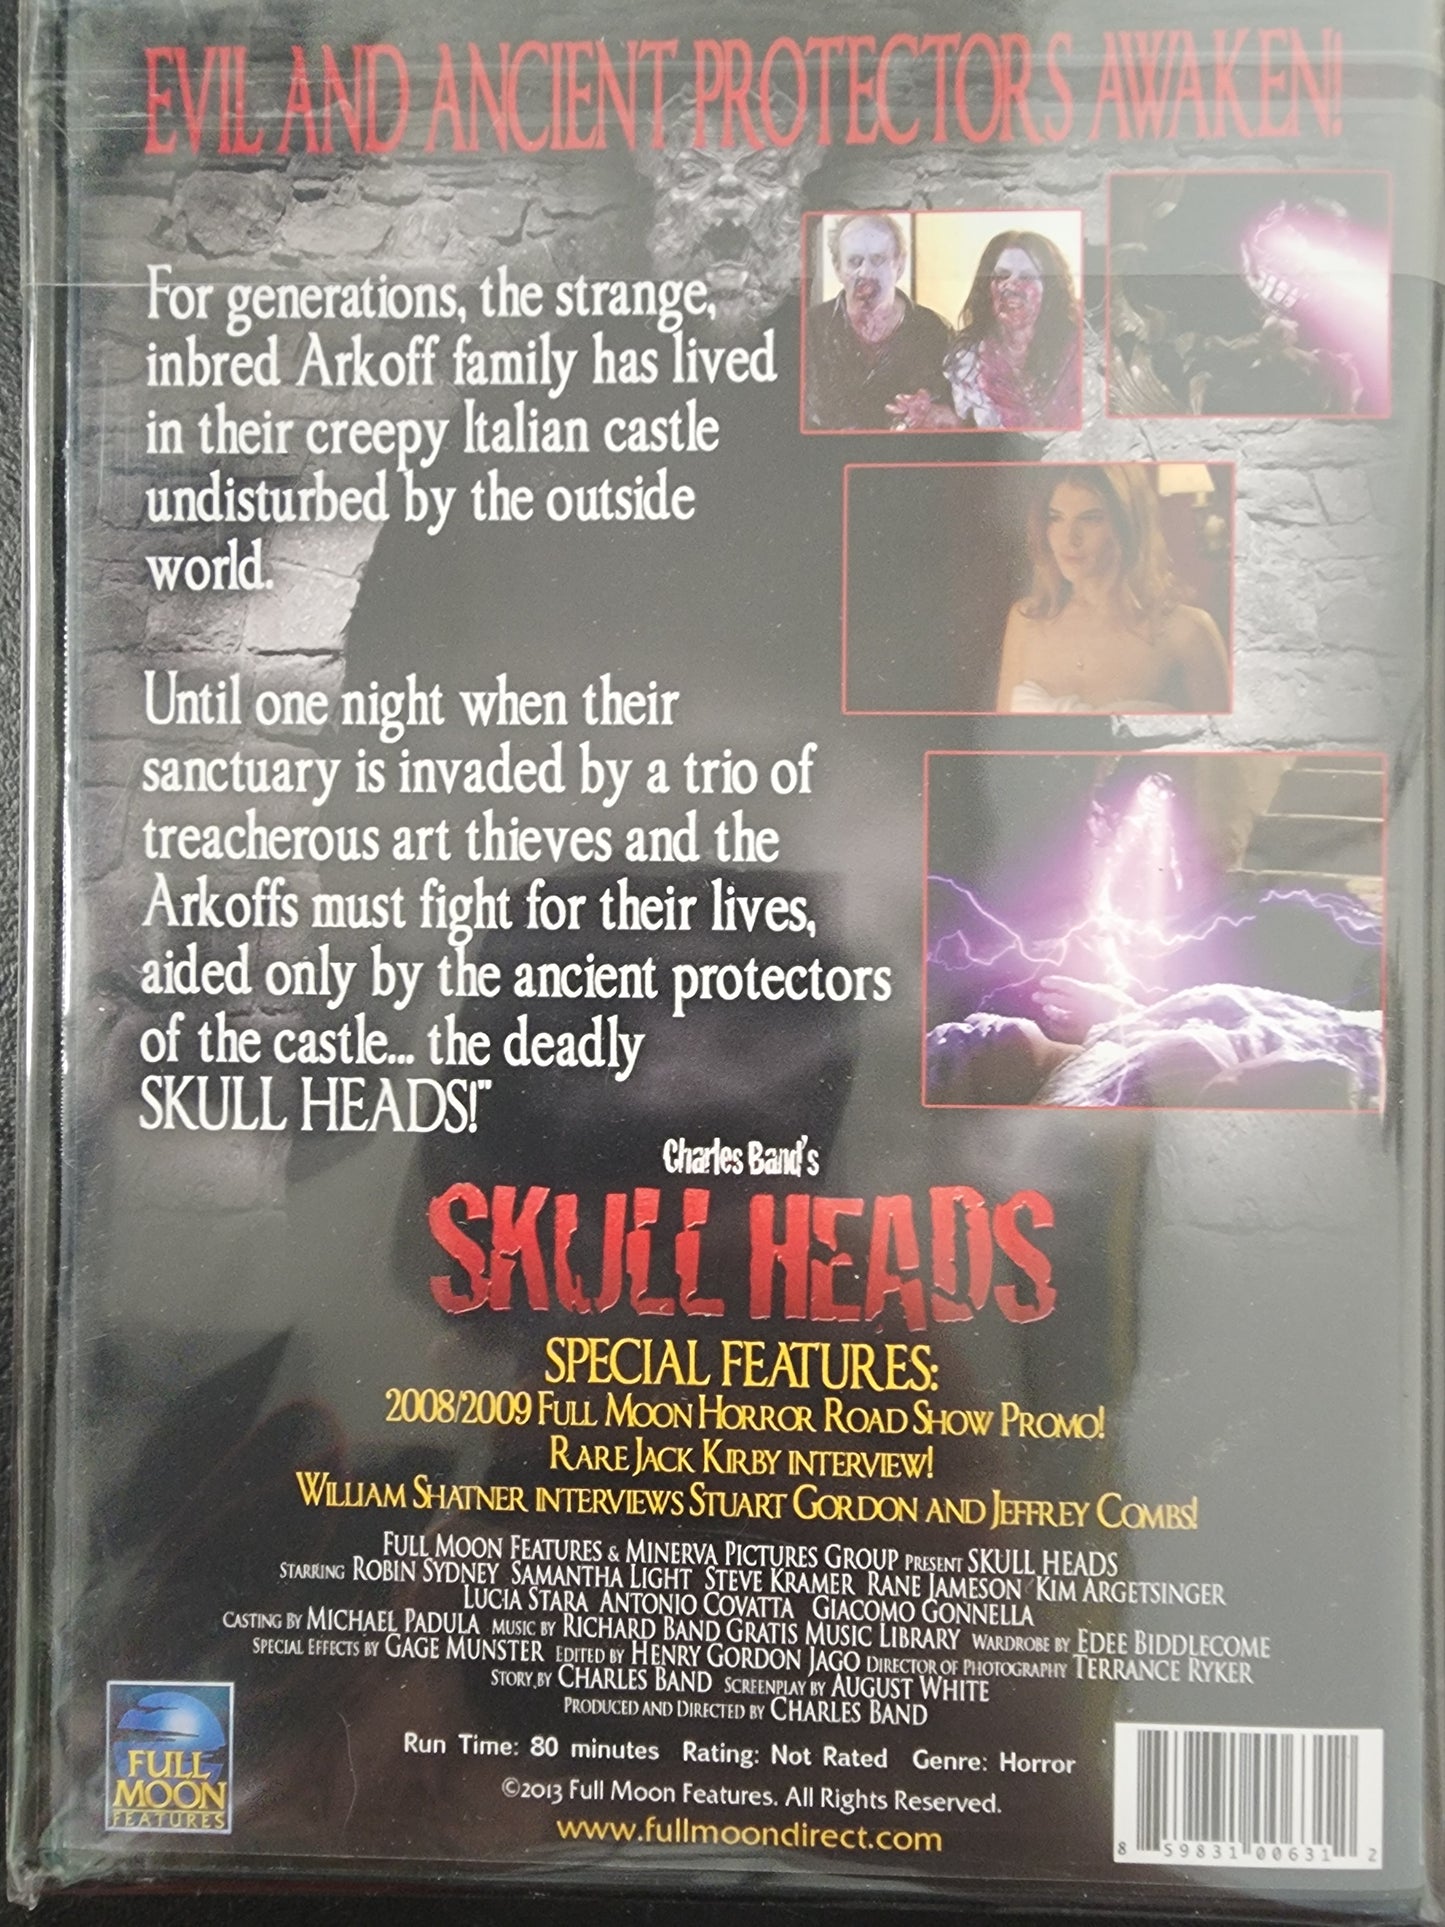 EVIL AND ANCIENT PROTECTORS AWAKEN!
For generations, the strange,
inbred Arkoff family has lived
in their creepy Italian castle
undisturbed by the outside
world.
Until one night when their
sanctuary is invaded by a trio of
treacherous art thieves and the
Arkoffs must fight for their lives,
aided only by the ancient protectors
of the castle... the deadly
SKULL HEADS!"
Charles Band's
SKULL HEADS
SPECIAL FEATURES:
2008/2009 FULL MOON HORROR ROAD SHOW PROMO!
RARE JACK KIRBY INTERVIEW!
WILLIAM SHATNER INTERVIEWS STUART GORDON AND JEFFREY COMBS!
FULL MOON FEATURES & MINERVA PICTURES GROUP PRESENT SKULL HEADS
STARRING ROBIN SYDNEY SAMANTHA LIGHT STEVE KRAMER RANE JAMESON KIM ARGETSINGER
LUCIA STARA ANTONIO COVATTA GIACOMO GONNELLA
CASTING BY MICHAEL PADULA MUSIC BY RICHARD BAND GRATIS MUSIC LIBRARY WARDROBE BY EDEE BIDDLECOME
SPECIAL EFFECTS BY GAGE MUNSTER EDITED BY HENRY GORDON JAGO DIRECTOR OF PHOTOGRAPHY TERRANCE RYKER
STORY BY CHARLES BAND SCREENPLAY BY AUGUST WHITE
PRODUCED AND DIRECTED BY CHARLES BAND
Run Time: 80 minutes Rating: Not Rated Genre: Horror
©2013 Full Moon Features. All Rights Reserved.
www.fullmoondirect.com
FULL
MOON
FEATURES
8 59831 00631 2